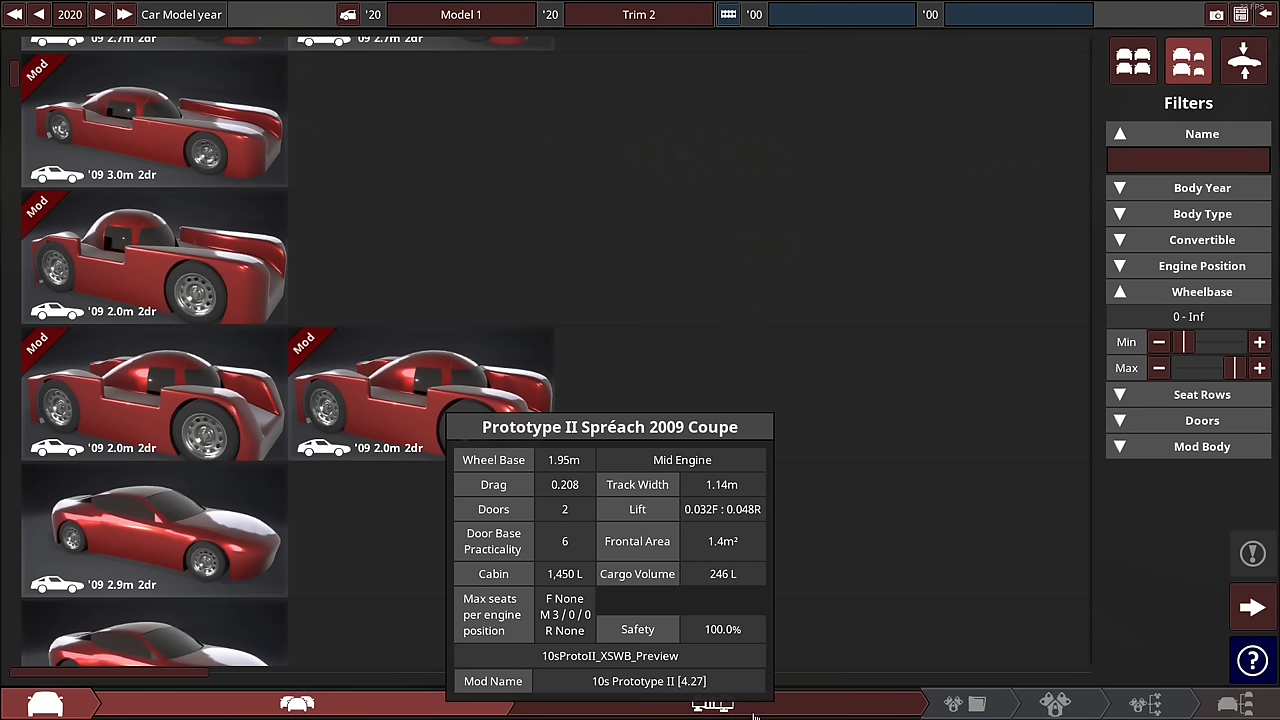 2020 Car Model year '20 Model 1 '20 Trim 2 '00 '00
'09 2.7m 2dr '09 2.7m 2dr
Mod
'09 3.0m 2dr
Mod
'09 2.0m 2dr
Mod Mod
'09 2.0m 2dr '09 2.0m 2dr
'09 2.9m 2dr
Prototype II Spréach 2009 Coupe
Wheel Base 1.95m Mid Engine
Drag 0.208 Track Width 1.14m
Doors 2 Lift 0.032F : 0.048R
Door Base
Practicality 6 Frontal Area 1.4m²
Cabin 1,450 L Cargo Volume 246 L
Max seats
per engine
position
F None
M 3 / 0 / 0
R None
Safety 100.0%
10sProtoII_XSWB_Preview
Mod Name 10s Prototype II [4.27]
Filters
Name
Body Year
Body Type
Convertible
Engine Position
Wheelbase
0 - Inf
Min
Max
Seat Rows
Doors
Mod Body